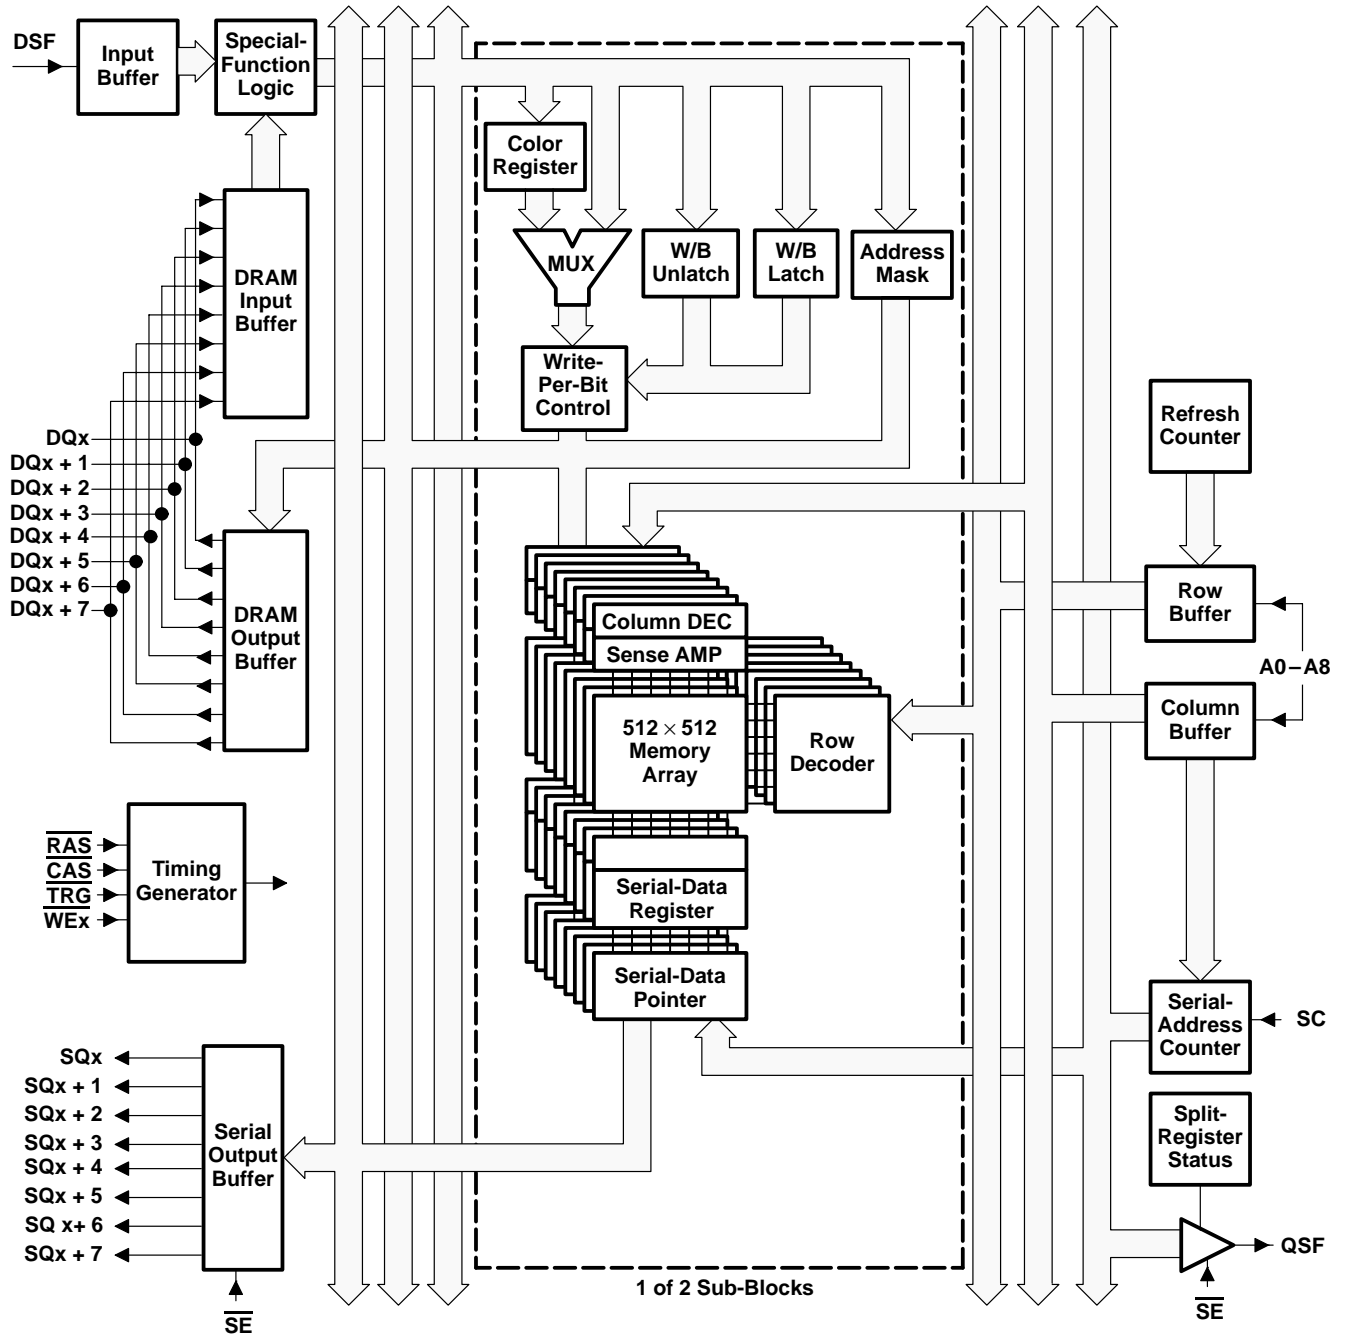 DSF
Input
Buffer
Special-
Function
Logic
Color
Register
MUX
W/B
Unlatch
W/B
Latch
Address
Mask
DRAM
Input
Buffer
Write-
Per-Bit
Control
Refresh
Counter
DQx
DQx + 1
DQx + 2
DQx + 3
DQx + 4
DQx + 5
DQx + 6
DQx + 7
DRAM
Output
Buffer
Column DEC
Sense AMP
512 × 512
Memory
Array
Row
Decoder
Row
Buffer
A0–A8
Column
Buffer
RAS
CAS
TRG
WEx
Timing
Generator
Serial-Data
Register
Serial-Data
Pointer
Serial-
Address
Counter
SC
SQx
SQx + 1
SQx + 2
SQx + 3
SQx + 4
SQx + 5
SQ x+ 6
SQx + 7
Serial
Output
Buffer
SE
Split-
Register
Status
QSF
SE
1 of 2 Sub-Blocks